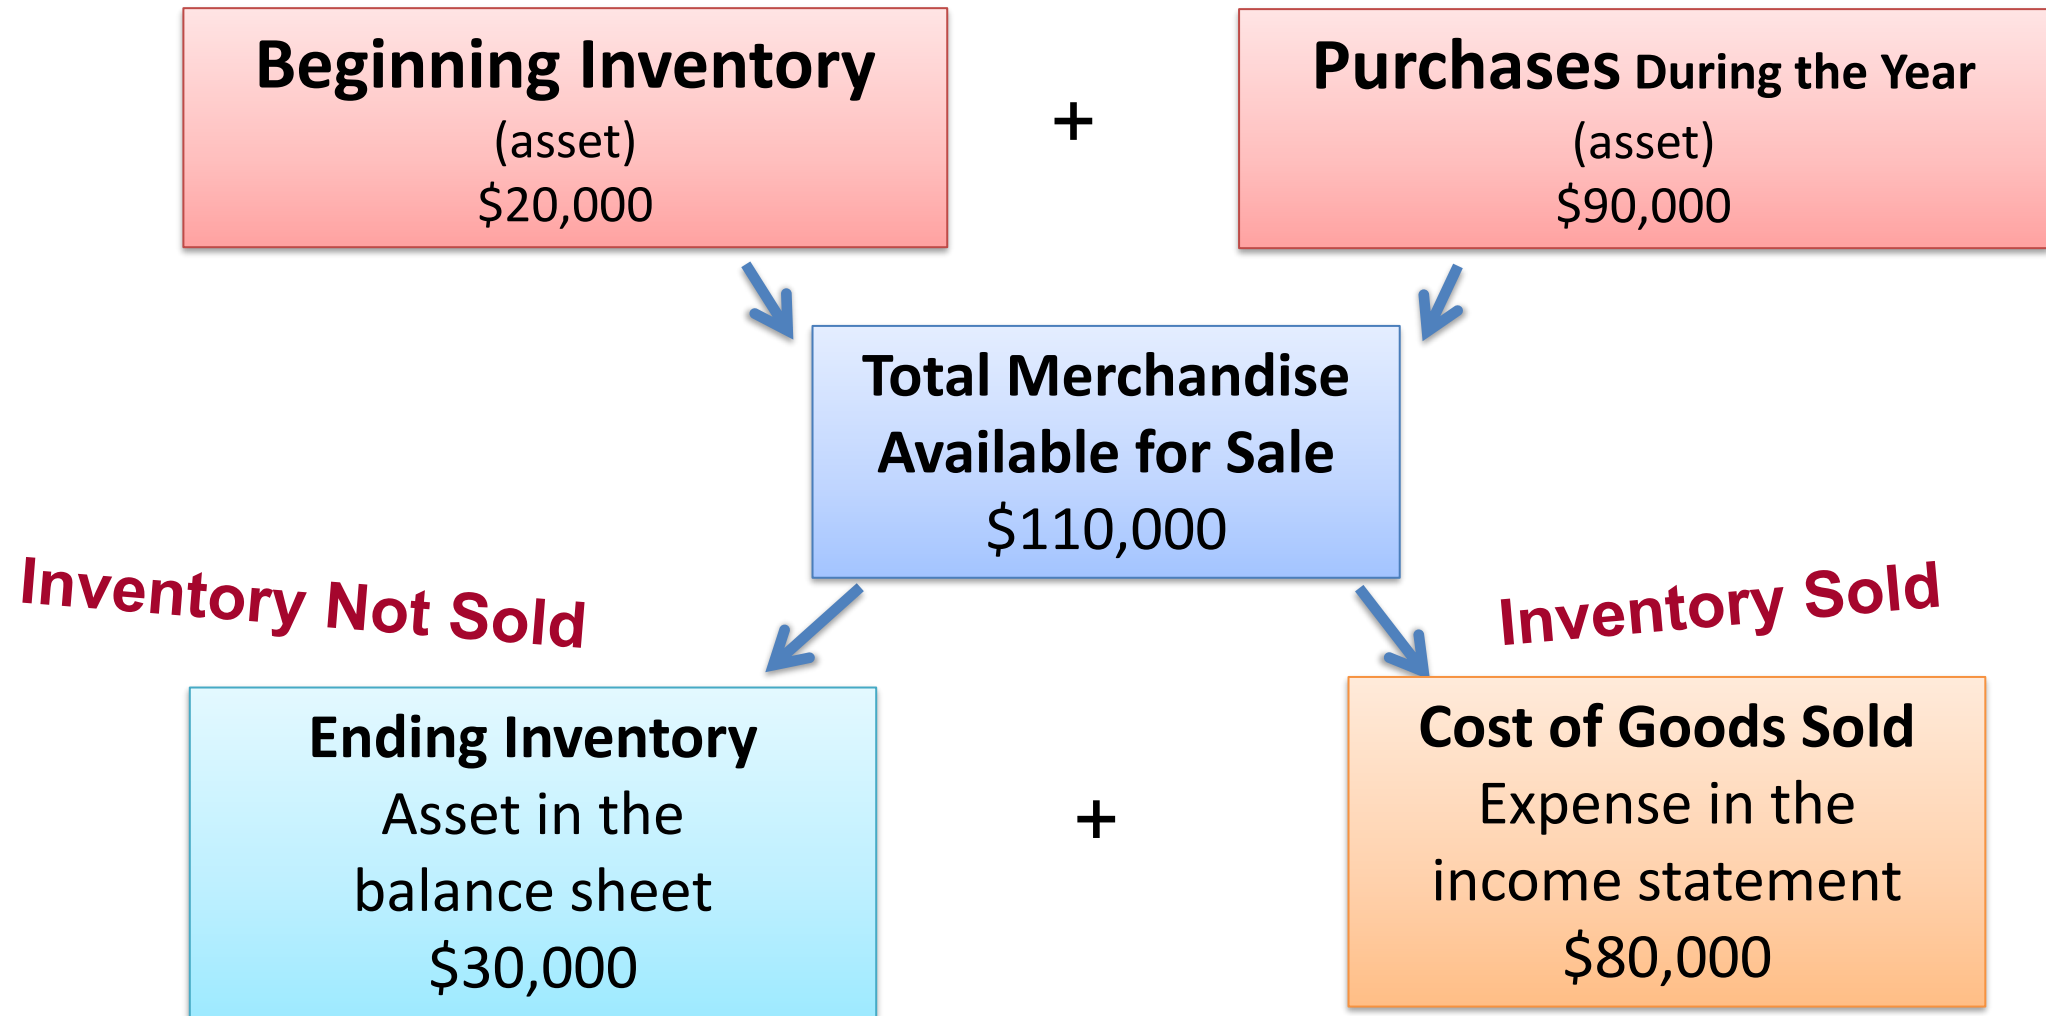 Beginning Inventory
(asset)
$20,000
+
Purchases During the Year
(asset)
$90,000
Total Merchandise
Available for Sale
$110,000
Inventory Not Sold
Inventory Sold
Ending Inventory
Asset in the
balance sheet
$30,000
+
Cost of Goods Sold
Expense in the
income statement
$80,000